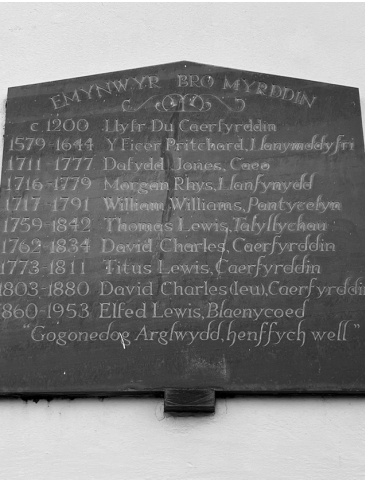 EMYNWYR BRO MYRDDIN
c 1200 Llyfr Du Caerfyrddin
1579-1644 Y Ficer Pritchard, Llanymddyfri
1711-1777 Dafydd Jones, Caeo
1716-1779 Morgan Rhys, Llanfynydd
1717-1791 William Williams, Pantycelyn
1759-1842 Thomas Lewis, Talyllychau
1762-1834 David Charles, Caerfyrddin
1773-1811 Titus Lewis, Caerfyrddin
1803-1880 David Charles (Ieu), Caerfyrddin
1860-1953 Elfed Lewis, Blaenycoed
"Gogonedog Arglwydd, henffych well"